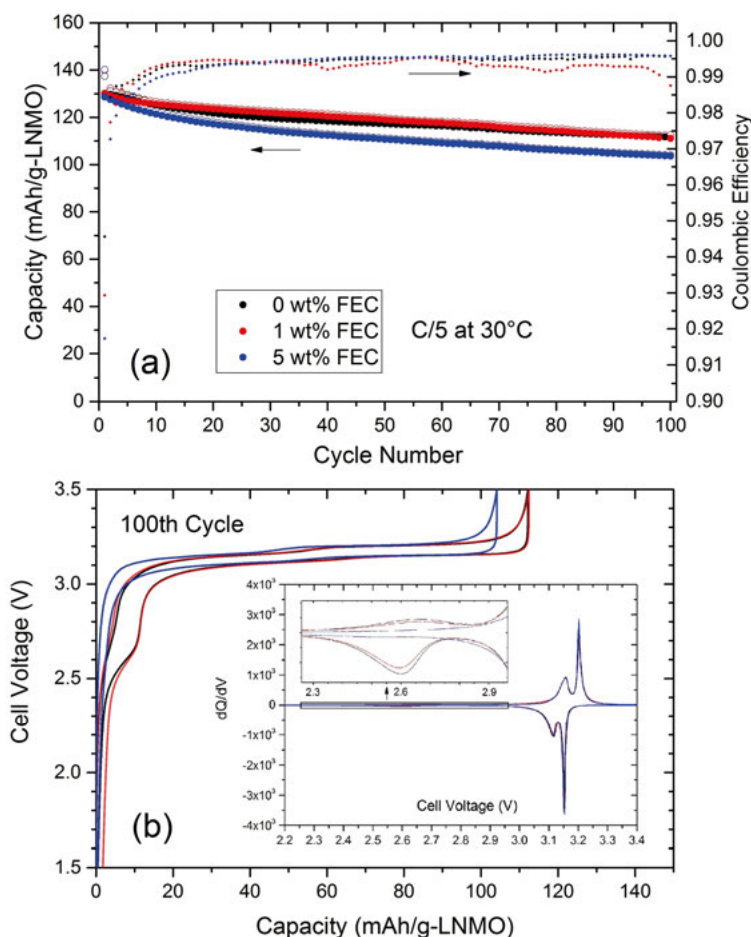 (a)
160
140
120
100
80
60
40
20
0
Capacity (mAh/g-LNMO)
1.00
0.99
0.98
0.97
0.96
0.95
0.94
0.93
0.92
0.91
0.90
Coulombic Efficiency
0 wt% FEC
1 wt% FEC
5 wt% FEC
C/5 at 30°C
0 10 20 30 40 50 60 70 80 90 100
Cycle Number
100th Cycle
3.5
3.0
2.5
2.0
1.5
Cell Voltage (V)
4x10³
3x10³
2x10³
1x10³
0
-1x10³
-2x10³
-3x10³
-4x10³
dQ/dV
2.3 2.6 2.9
Cell Voltage (V)
2.2 2.4 2.5 2.6 2.7 2.8 2.9 3.0 3.1 3.2 3.3 3.4
(b)
0 20 40 60 80 100 120 140
Capacity (mAh/g-LNMO)